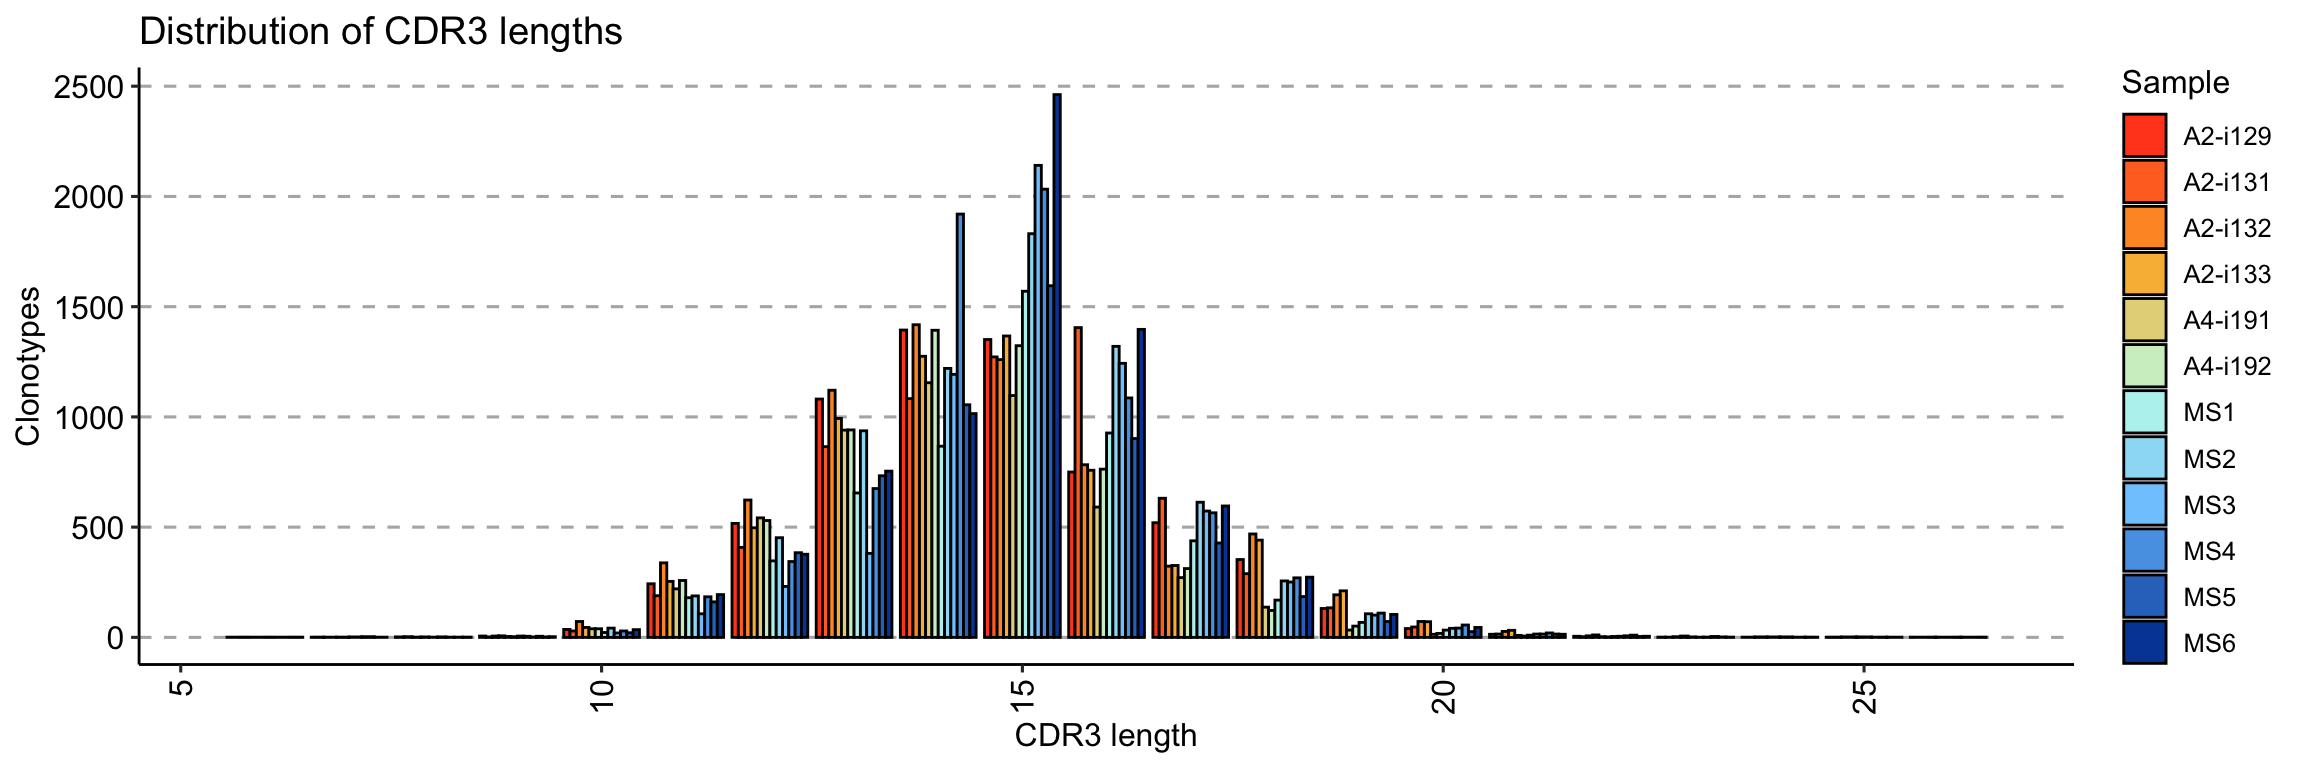 Distribution of CDR3 lengths
2500
2000
1500
1000
500
0
Clonotypes
5
10
15
20
25
CDR3 length
Sample
A2-i129
A2-i131
A2-i132
A2-i133
A4-i191
A4-i192
MS1
MS2
MS3
MS4
MS5
MS6